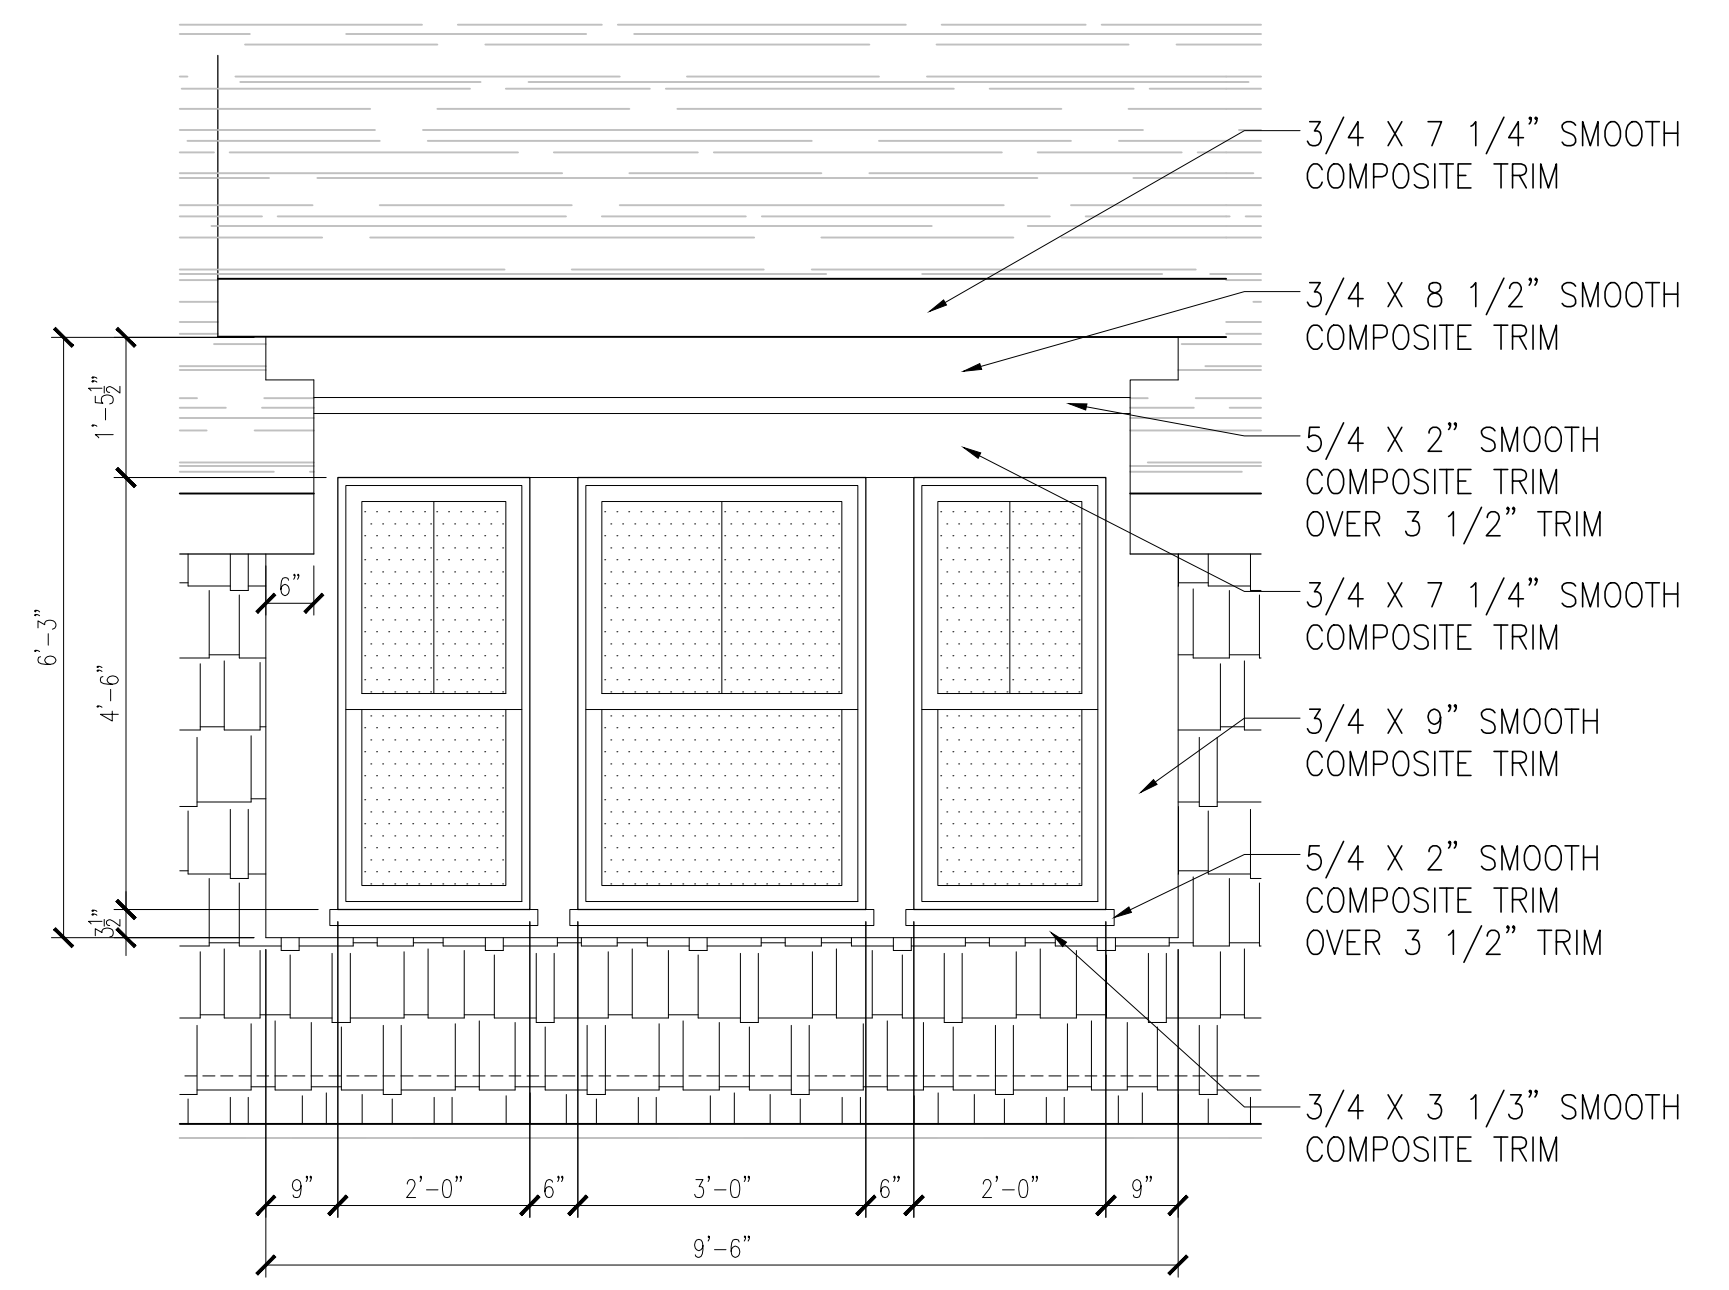 3/4 X 7 1/4" SMOOTH
COMPOSITE TRIM
3/4 X 8 1/2" SMOOTH
COMPOSITE TRIM
5/4 X 2" SMOOTH
COMPOSITE TRIM
OVER 3 1/2" TRIM
3/4 X 7 1/4" SMOOTH
COMPOSITE TRIM
3/4 X 9" SMOOTH
COMPOSITE TRIM
5/4 X 2" SMOOTH
COMPOSITE TRIM
OVER 3 1/2" TRIM
3/4 X 3 1/3" SMOOTH
COMPOSITE TRIM
1'-5 1/2"
6'-3"
4'-6"
3 1/2"
6"
9"
2'-0"
6"
3'-0"
6"
2'-0"
9"
9'-6"